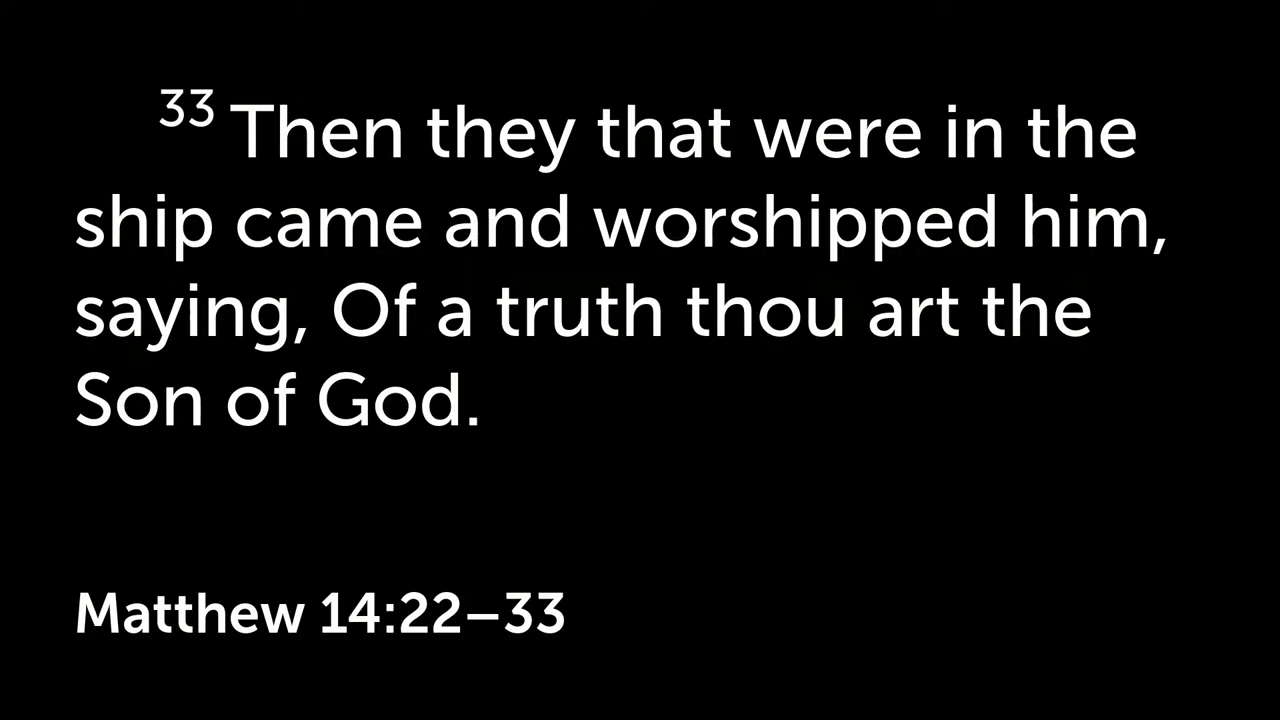 33 Then they that were in the
ship came and worshipped him,
saying, Of a truth thou art the
Son of God.
Matthew 14:22–33